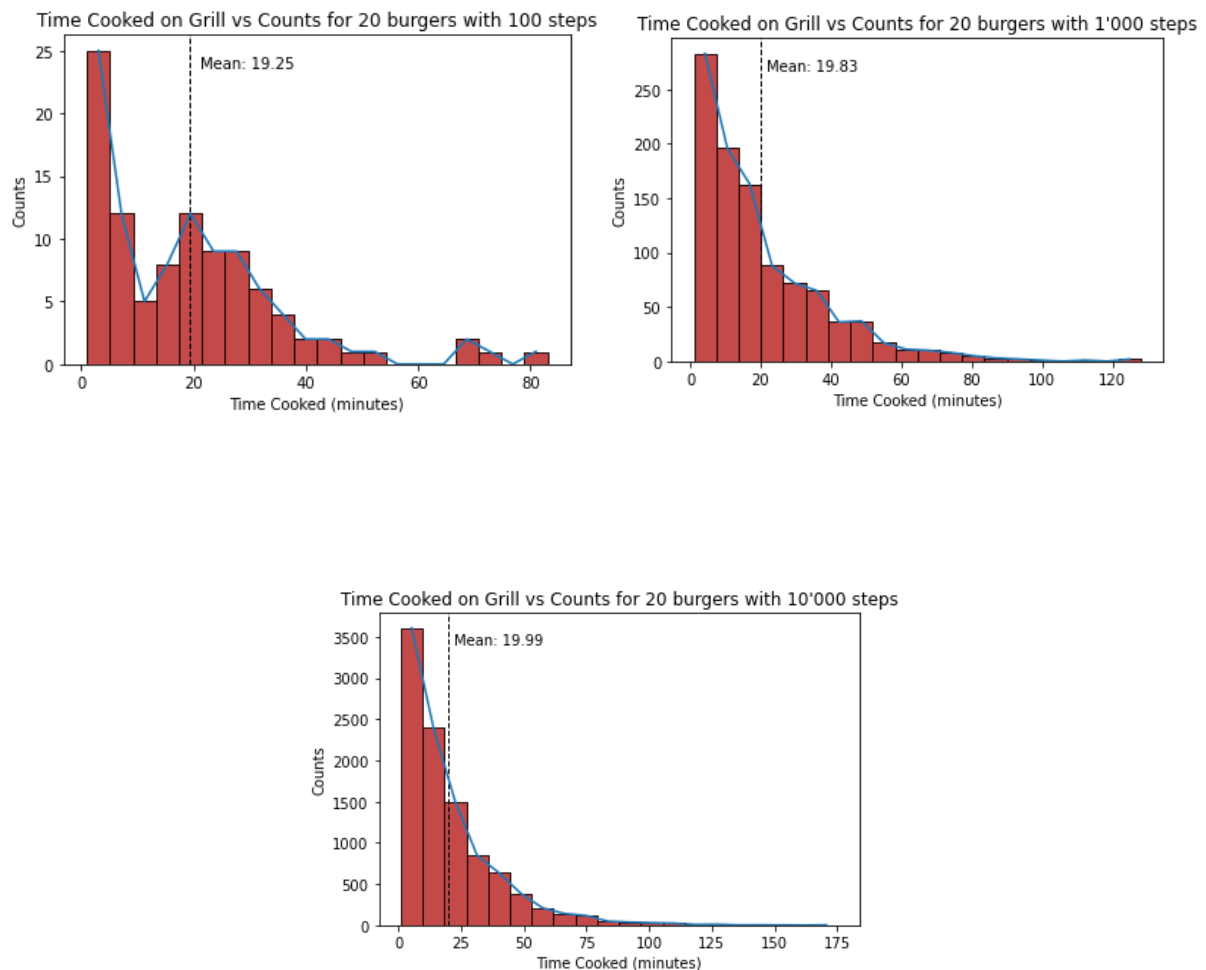 Time Cooked on Grill vs Counts for 20 burgers with 100 steps
25
20
15
10
5
0
Counts
Mean: 19.25
0 20 40 60 80
Time Cooked (minutes)
Time Cooked on Grill vs Counts for 20 burgers with 1'000 steps
250
200
150
100
50
0
Counts
Mean: 19.83
0 20 40 60 80 100 120
Time Cooked (minutes)
Time Cooked on Grill vs Counts for 20 burgers with 10'000 steps
3500
3000
2500
2000
1500
1000
500
0
Counts
Mean: 19.99
0 25 50 75 100 125 150 175
Time Cooked (minutes)